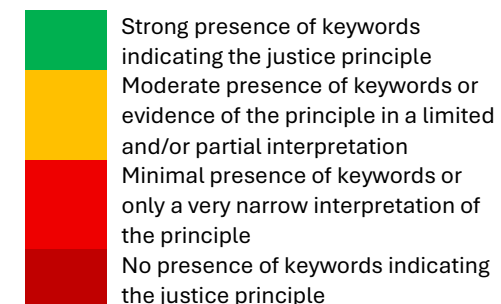 Strong presence of keywords
indicating the justice principle
Moderate presence of keywords or
evidence of the principle in a limited
and/or partial interpretation
Minimal presence of keywords or
only a very narrow interpretation of
the principle
No presence of keywords indicating
the justice principle